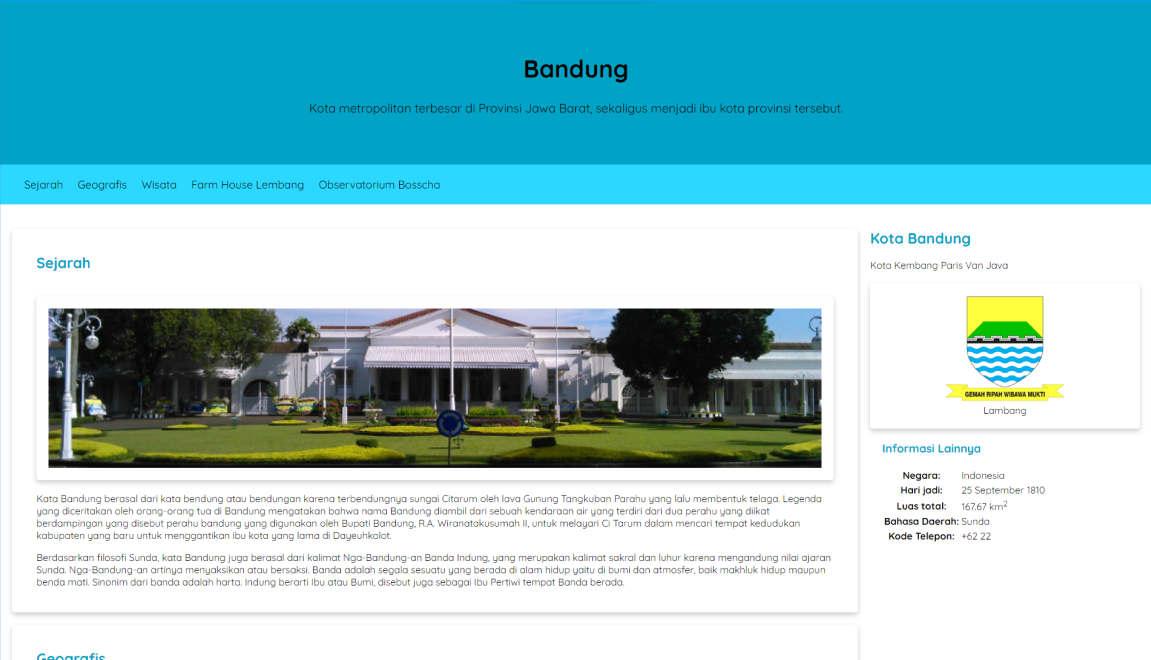 Bandung
Kota metropolitan terbesar di Provinsi Jawa Barat, sekaligus menjadi ibu kota provinsi tersebut.
Sejarah Geografis Wisata Farm House Lembang Observatorium Bosscha
Sejarah
Kata Bandung berasal dari kata bendung atau bendungan karena terbendungnya sungai Citarum oleh lava Gunung Tangkuban Parahu yang lalu membentuk telaga. Legenda
yang diceritakan oleh orang-orang tua di Bandung mengatakan bahwa nama Bandung diambil dari sebuah kendaraan air yang terdiri dari dua perahu yang diikat
berdampingan yang disebut perahu bandung yang digunakan oleh Bupati Bandung, R.A. Wiranatakusumah II, untuk melayari Ci Tarum dalam mencari tempat kedudukan
kabupaten yang baru untuk menggantikan ibu kota yang lama di Dayeuhkolot.
Berdasarkan filosofi Sunda, kata Bandung juga berasal dari kalimat Nga-Bandung-an Banda Indung, yang merupakan kalimat sakral dan luhur karena mengandung nilai ajaran
Sunda. Nga-Bandung-an artinya menyaksikan atau bersaksi. Banda adalah segala sesuatu yang berada di alam hidup yaitu di bumi dan atmosfer, baik makhluk hidup maupun
benda mati. Sinonim dari banda adalah harta. Indung berarti Ibu atau Bumi, disebut juga sebagai Ibu Pertiwi tempat Banda berada.
Geografis
Kota Bandung
Kota Kembang Paris Van Java
GEMAH RIPAH WIBAWA MUKTI
Lambang
Informasi Lainnya
Negara: Indonesia
Hari jadi: 25 September 1810
Luas total: 167.67 km²
Bahasa Daerah: Sunda
Kode Telepon: +62 22